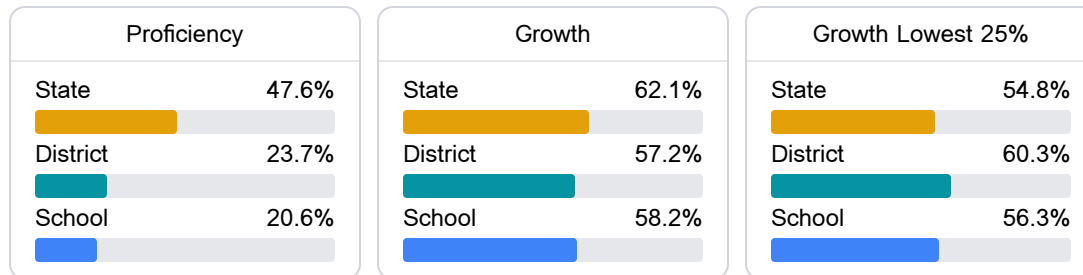 Proficiency
State 47.6%
District 23.7%
School 20.6%
Growth
State 62.1%
District 57.2%
School 58.2%
Growth Lowest 25%
State 54.8%
District 60.3%
School 56.3%